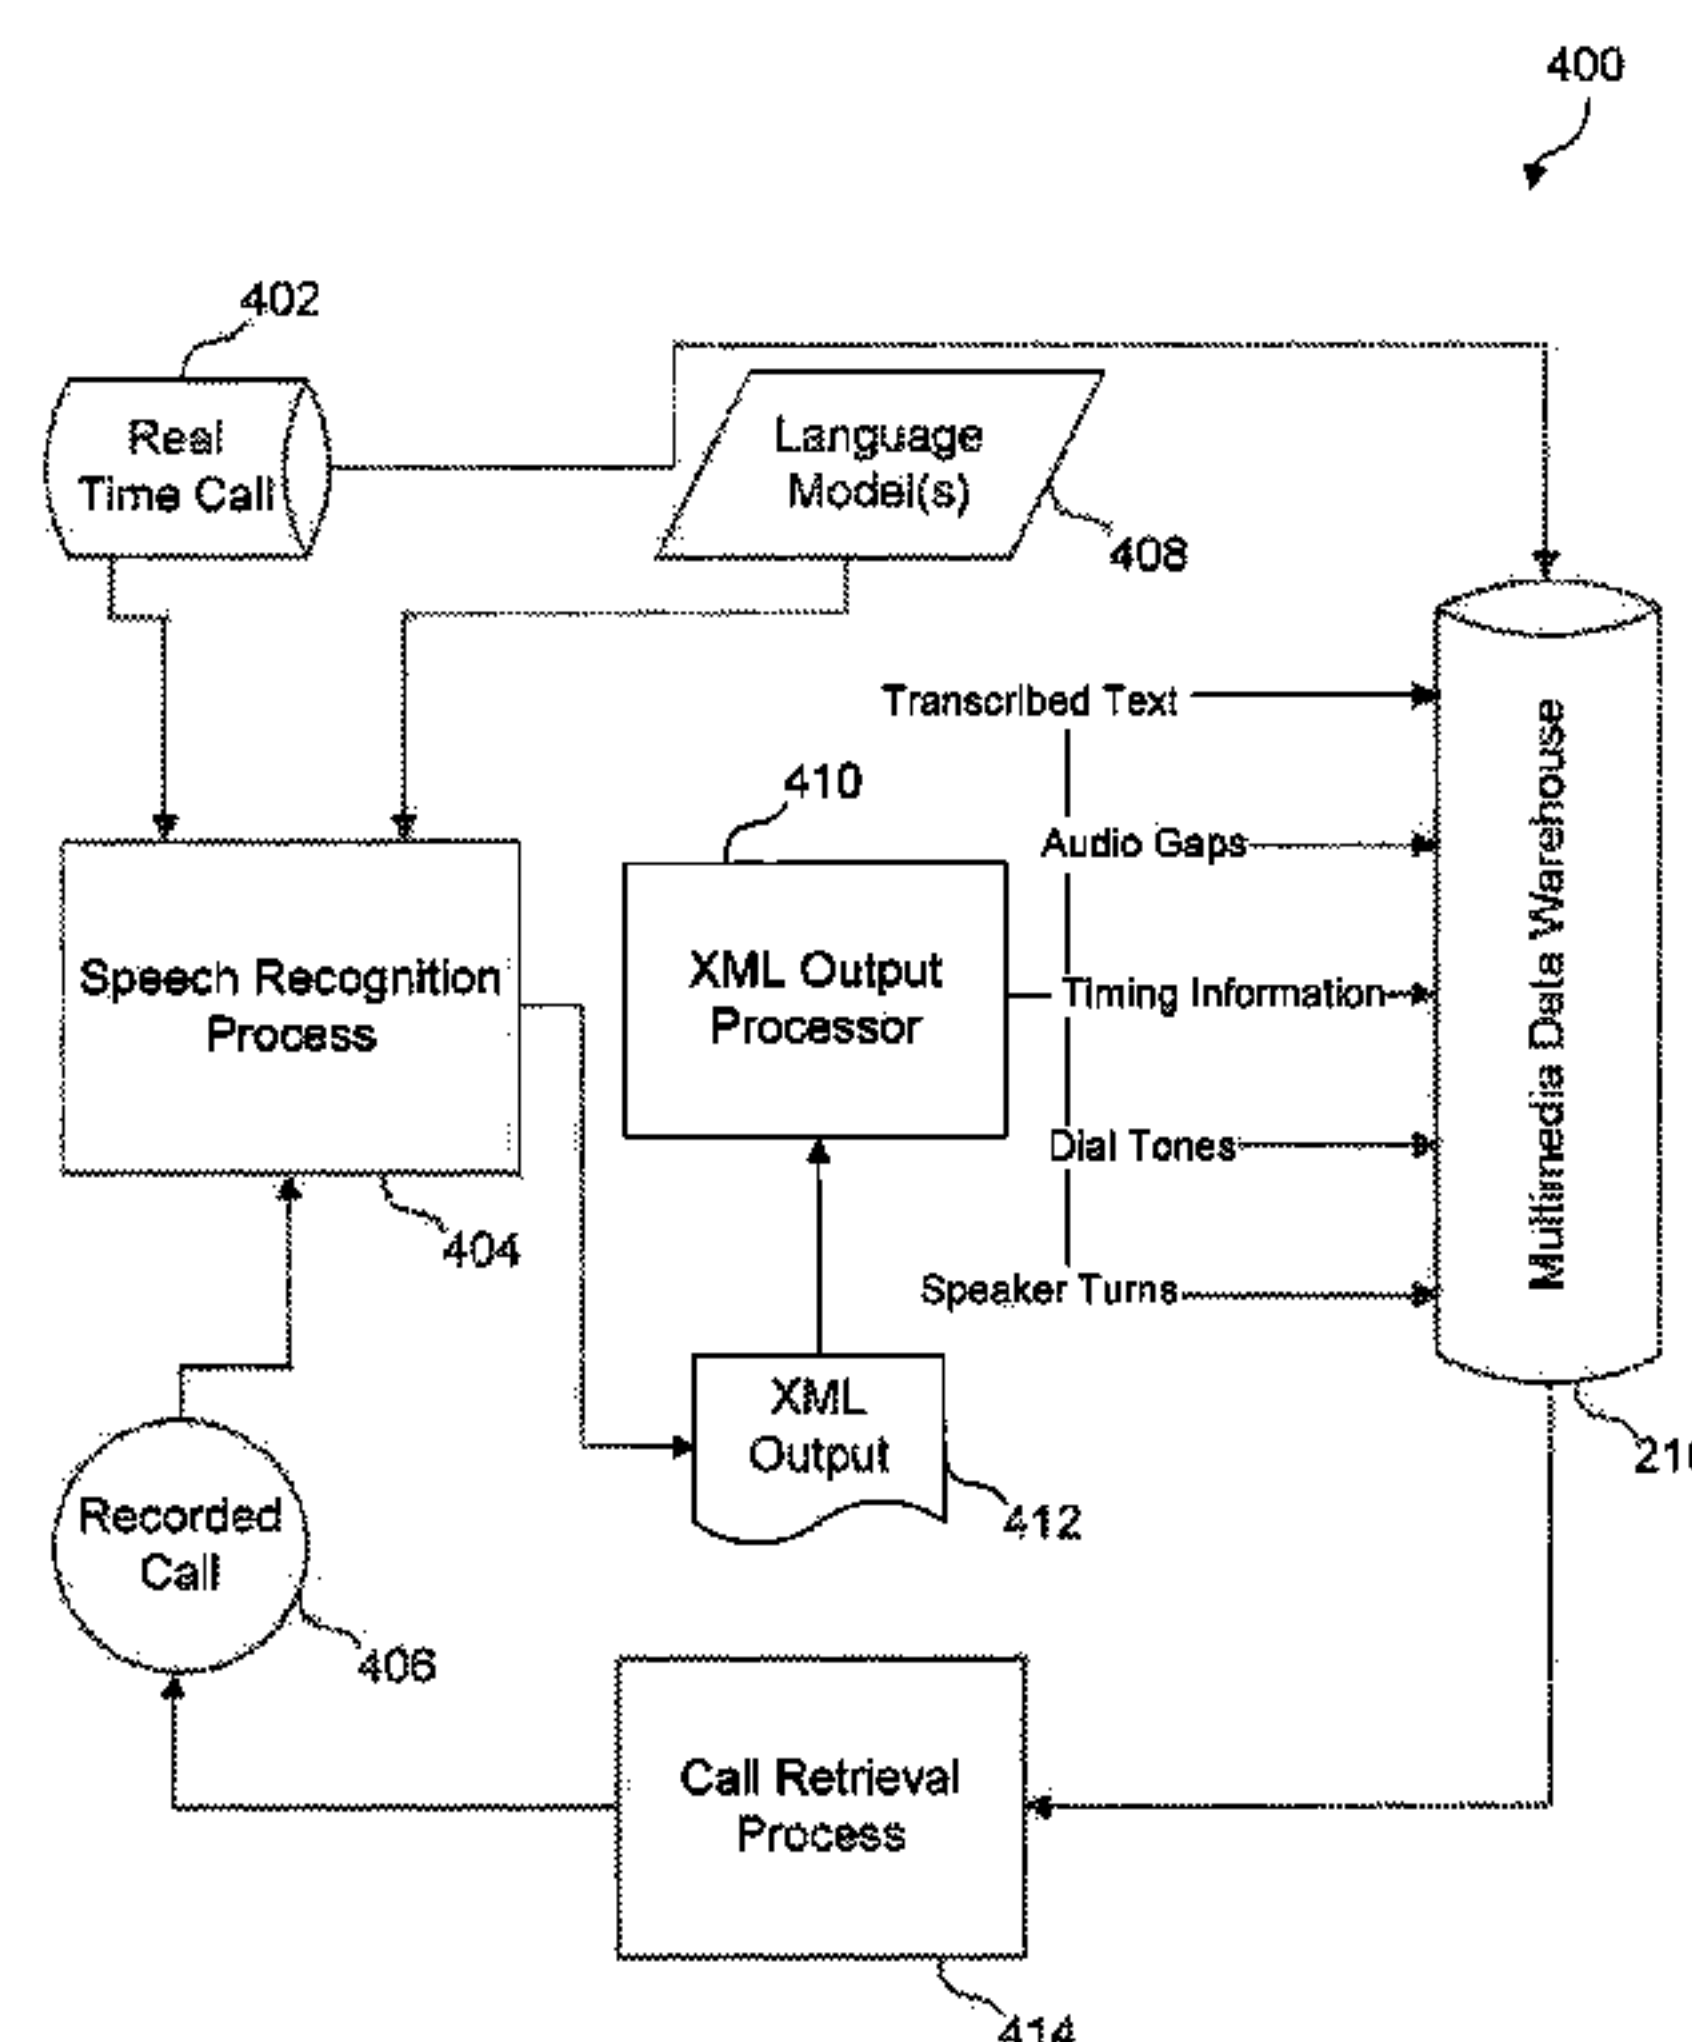 400
402
Real
Time Call
Language
Model(s)
408
Transcribed Text
410
Audio Gaps
Speech Recognition
Process
XML Output
Processor
Timing Information
Multimedia Data Warehouse
Dial Tones
404
Speaker Turns
XML
Output
412
Recorded
Call
406
Call Retrieval
Process
414